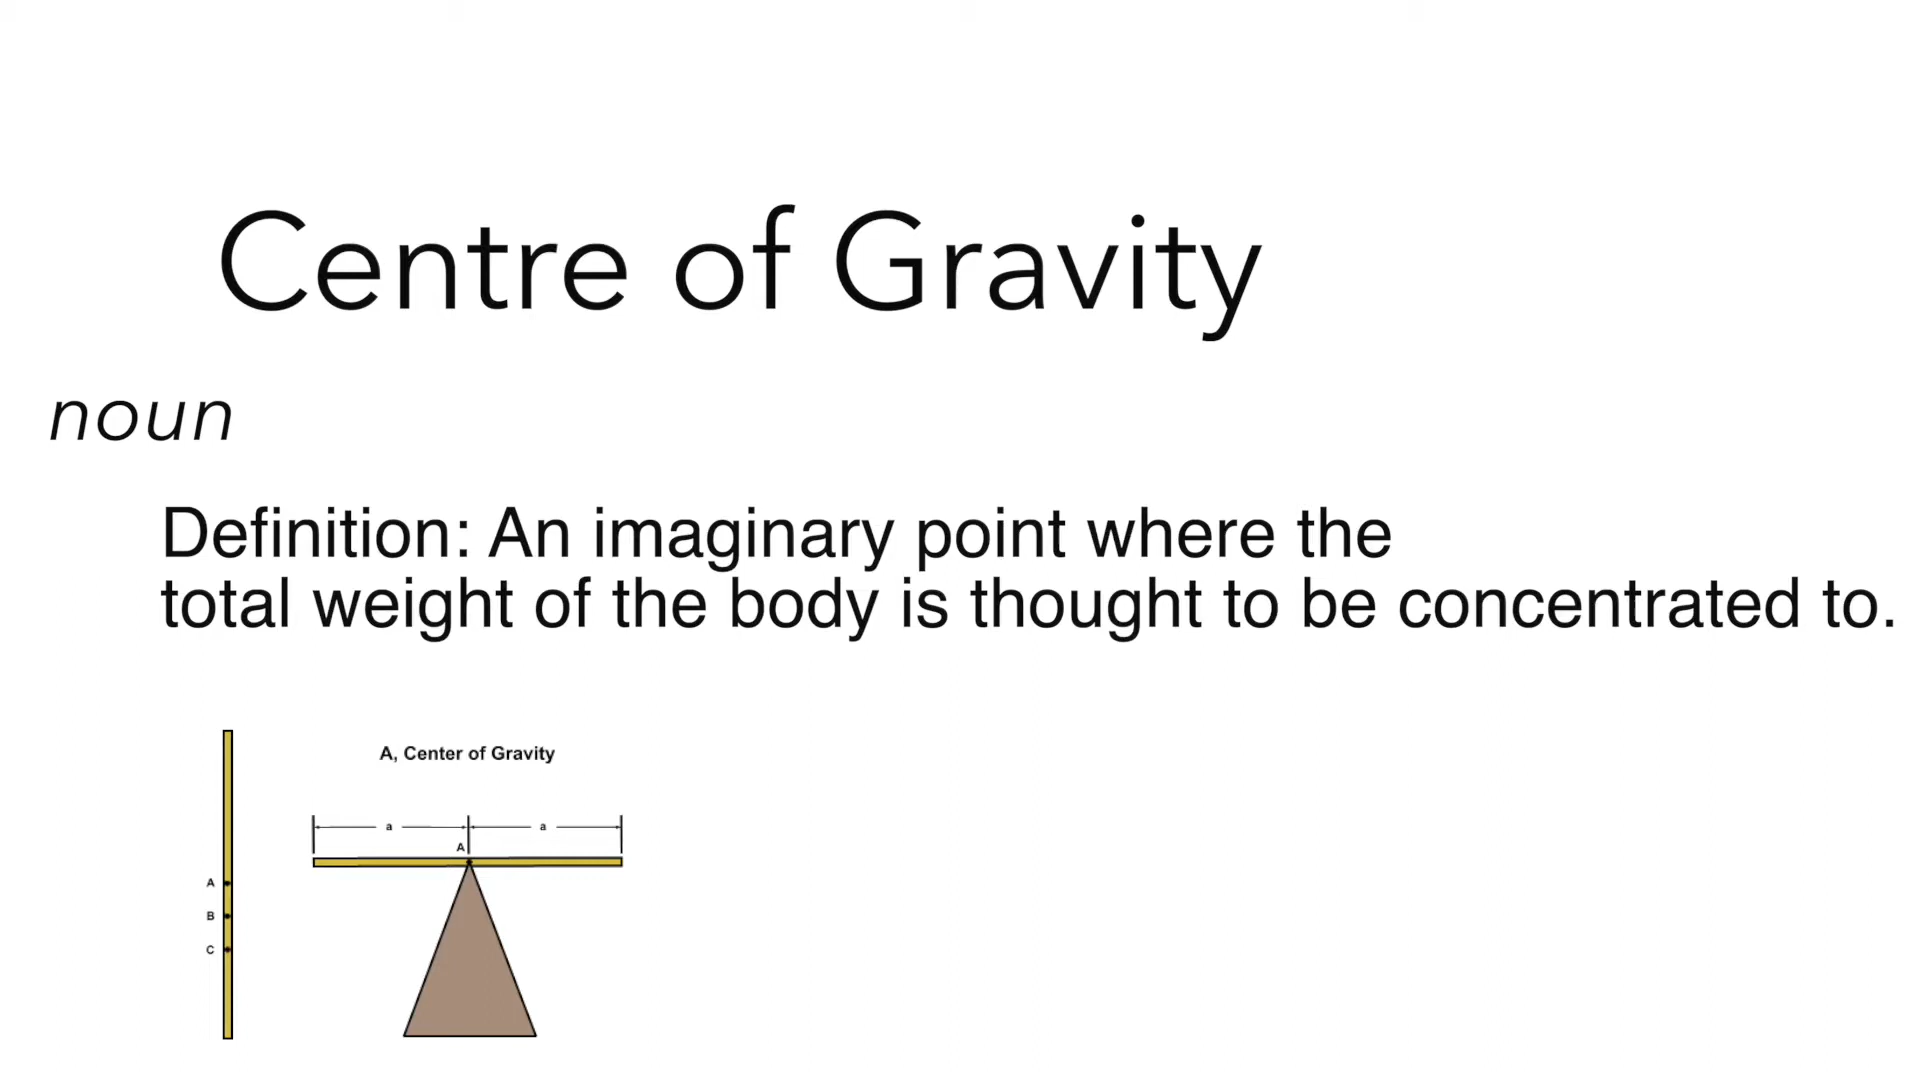 Centre of Gravity
noun
Definition: An imaginary point where the
total weight of the body is thought to be concentrated to.
A, Center of Gravity
a
a
A
A
B
C